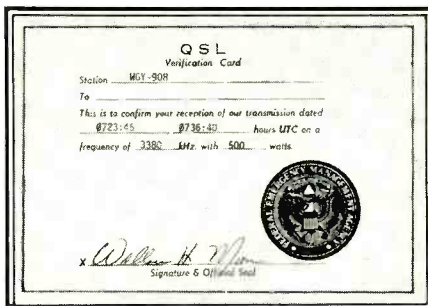 QSL
Verification Card
Station WGY-908
To
This is to confirm your reception of our transmission dated
0723:45 0736:40 hours UTC on a
frequency of 3380 kHz. with 500 watts.
FEDERAL EMERGENCY MANAGEMENT AGENCY
x Wallen H
Signature & Official Seal